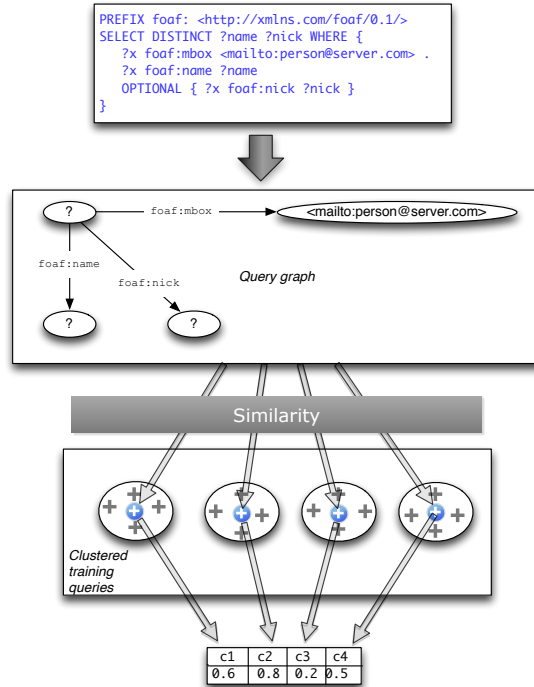 PREFIX foaf: <http://xmlns.com/foaf/0.1/>
SELECT DISTINCT ?name ?nick WHERE {
?x foaf:mbox <mailto:person@server.com> .
?x foaf:name ?name
OPTIONAL { ?x foaf:nick ?nick }
}
?
foaf:mbox
<mailto:person@server.com>
foaf:name
foaf:nick
Query graph
?
?
Similarity
Clustered
training
queries
c1 c2 c3 c4
0.6 0.8 0.2 0.5